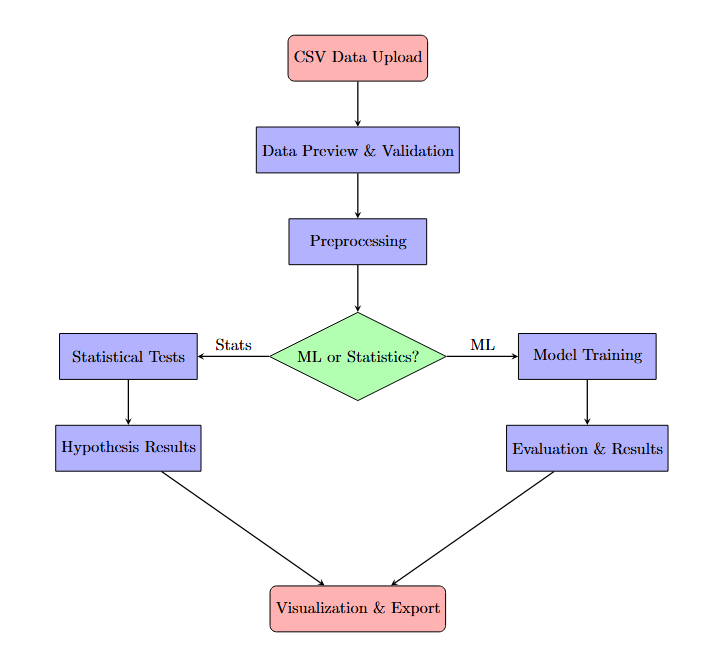 CSV Data Upload
Data Preview & Validation
Preprocessing
ML or Statistics?
Stats
ML
Statistical Tests
Model Training
Hypothesis Results
Evaluation & Results
Visualization & Export